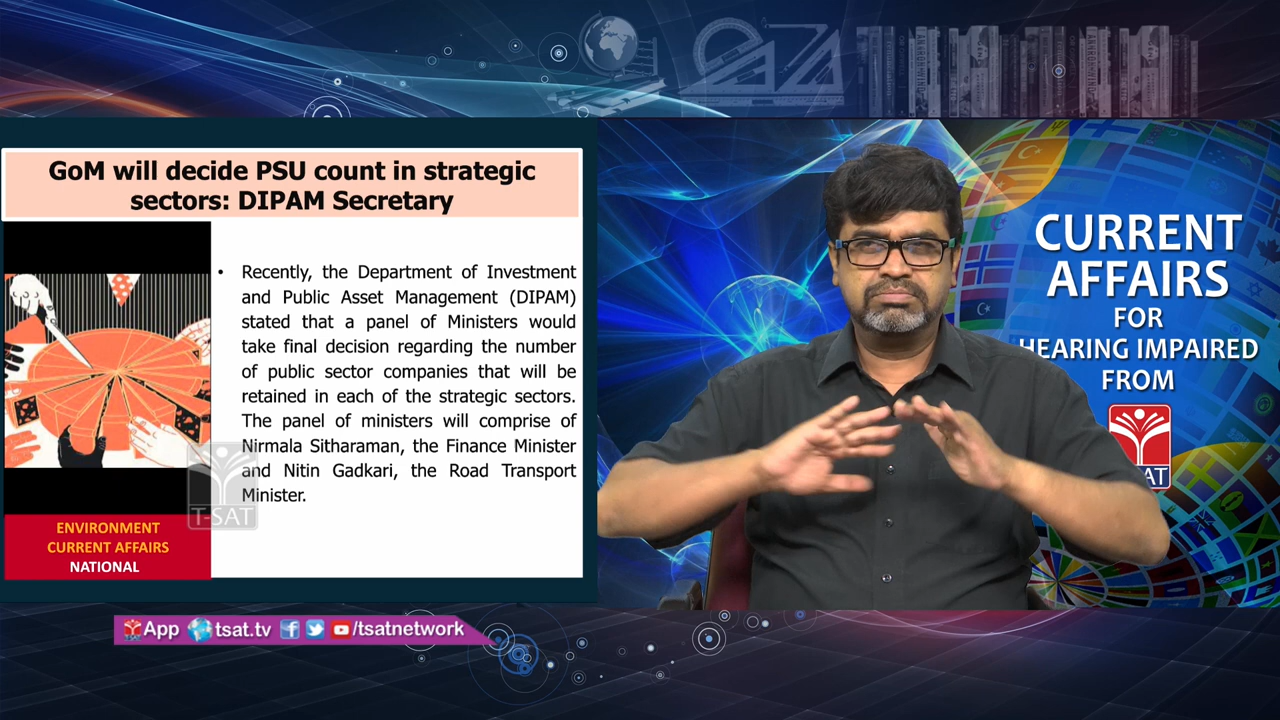 GoM will decide PSU count in strategic
sectors: DIPAM Secretary
• Recently, the Department of Investment
and Public Asset Management (DIPAM)
stated that a panel of Ministers would
take final decision regarding the number
of public sector companies that will be
retained in each of the strategic sectors.
The panel of ministers will comprise of
Nirmala Sitharaman, the Finance Minister
and Nitin Gadkari, the Road Transport
Minister.
T-SAT
ENVIRONMENT
CURRENT AFFAIRS
NATIONAL
CURRENT
AFFAIRS
FOR
HEARING IMPAIRED
FROM
App tsat.tv /tsatnetwork